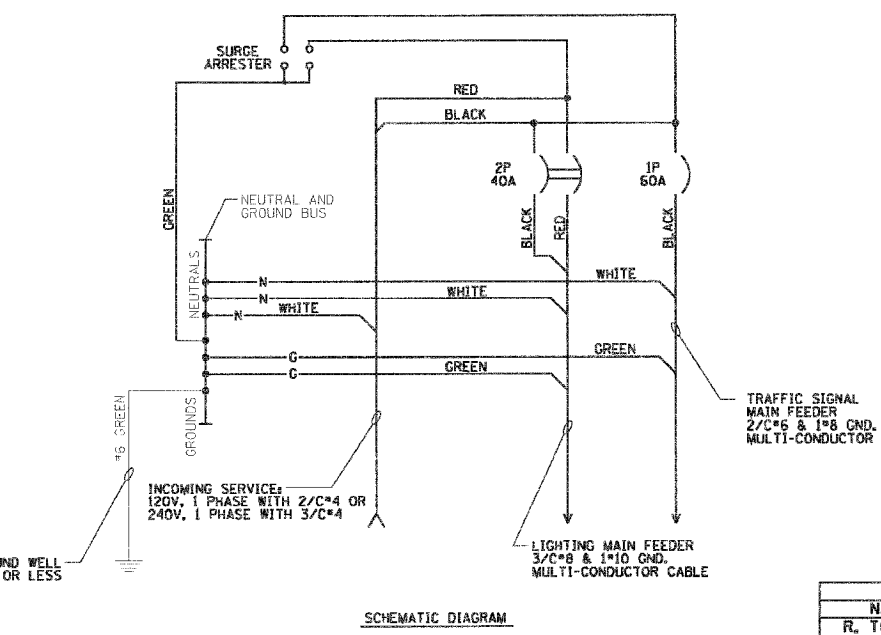 SURGE
ARRESTER
RED
BLACK
2P
40A
1P
60A
GREEN
NEUTRAL AND
GROUND BUS
BLACK
RED
BLACK
NEUTRALS
N
WHITE
N
WHITE
N
WHITE
G
GREEN
G
GREEN
GROUNDS
#6 GREEN
TRAFFIC SIGNAL
MAIN FEEDER
2/C#6 & 1#8 GND.
MULTI-CONDUCTOR
INCOMING SERVICE:
120V, 1 PHASE WITH 2/C#4 OR
240V, 1 PHASE WITH 3/C#4
LIGHTING MAIN FEEDER
3/C#8 & 1#10 GND.
MULTI-CONDUCTOR CABLE
UND WELL
OR LESS
SCHEMATIC DIAGRAM
N
R.